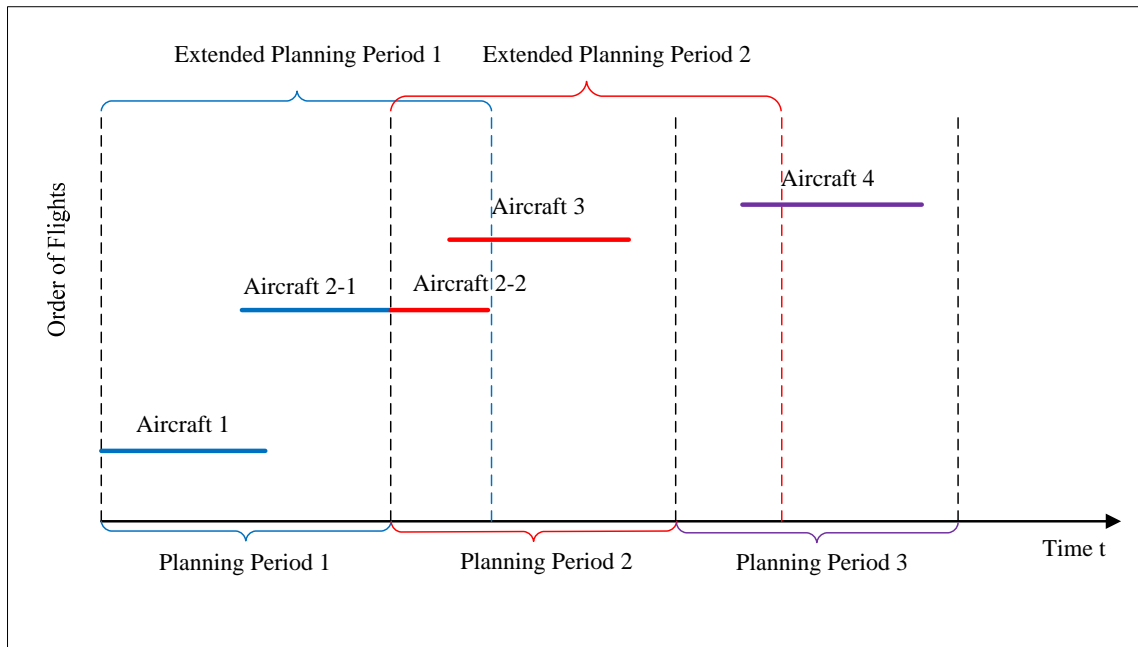 Extended Planning Period 1
Extended Planning Period 2
Order of Flights
Aircraft 4
Aircraft 3
Aircraft 2-1
Aircraft 2-2
Aircraft 1
Planning Period 1
Planning Period 2
Planning Period 3
Time t